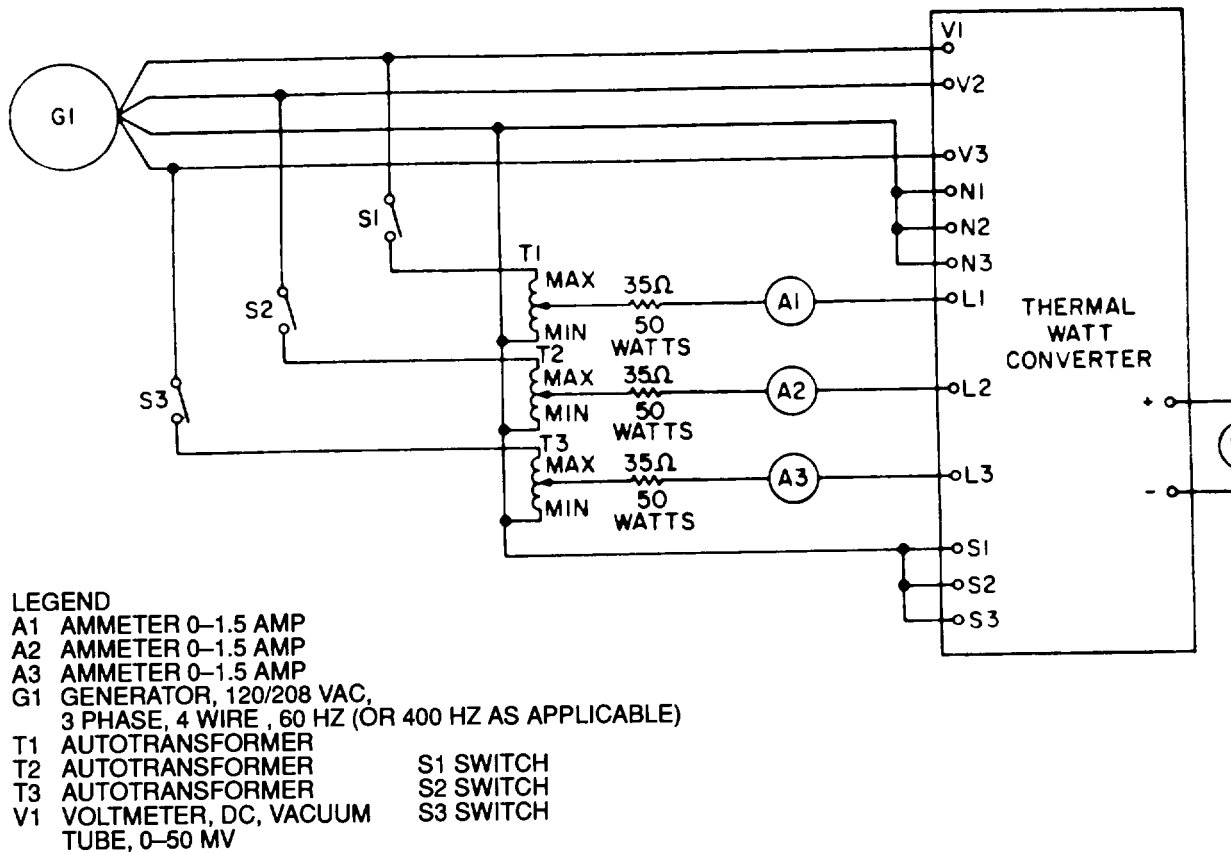 V1
V2
G1
V3
N1
S1
N2
T1
N3
MAX
35Ω
A1
L1
S2
MIN
50
WATTS
THERMAL
WATT
CONVERTER
T2
MAX
35Ω
A2
L2
S3
MIN
50
WATTS
+
T3
MAX
35Ω
A3
L3
MIN
50
WATTS
-
S1
S2
S3
LEGEND
A1 AMMETER 0–1.5 AMP
A2 AMMETER 0–1.5 AMP
A3 AMMETER 0–1.5 AMP
G1 GENERATOR, 120/208 VAC,
3 PHASE, 4 WIRE , 60 HZ (OR 400 HZ AS APPLICABLE)
T1 AUTOTRANSFORMER
T2 AUTOTRANSFORMER S1 SWITCH
T3 AUTOTRANSFORMER S2 SWITCH
V1 VOLTMETER, DC, VACUUM S3 SWITCH
TUBE, 0–50 MV